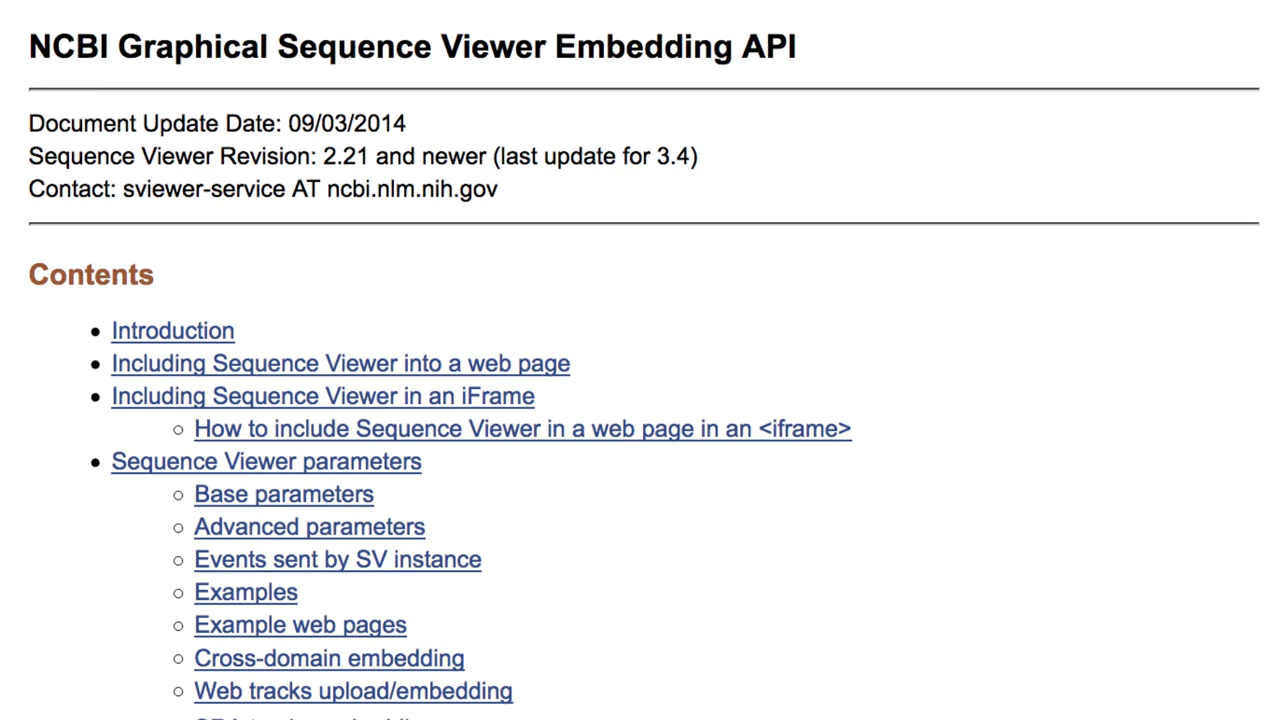 NCBI Graphical Sequence Viewer Embedding API
Document Update Date: 09/03/2014
Sequence Viewer Revision: 2.21 and newer (last update for 3.4)
Contact: sviewer-service AT ncbi.nlm.nih.gov
Contents
Introduction
Including Sequence Viewer into a web page
Including Sequence Viewer in an iFrame
How to include Sequence Viewer in a web page in an <iframe>
Sequence Viewer parameters
Base parameters
Advanced parameters
Events sent by SV instance
Examples
Example web pages
Cross-domain embedding
Web tracks upload/embedding